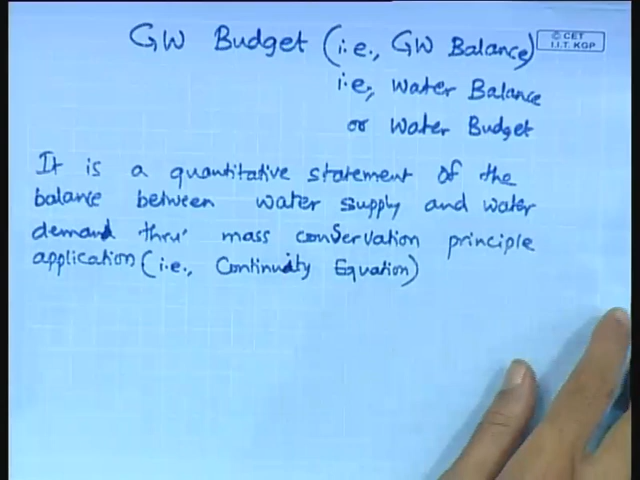 GW Budget (i.e., GW Balance)
© CET
I.I.T. KGP
i.e., Water Balance
or Water Budget
It is a quantitative statement of the
balance between water supply and water
demand thru' mass conservation principle
application (i.e., Continuity Equation)